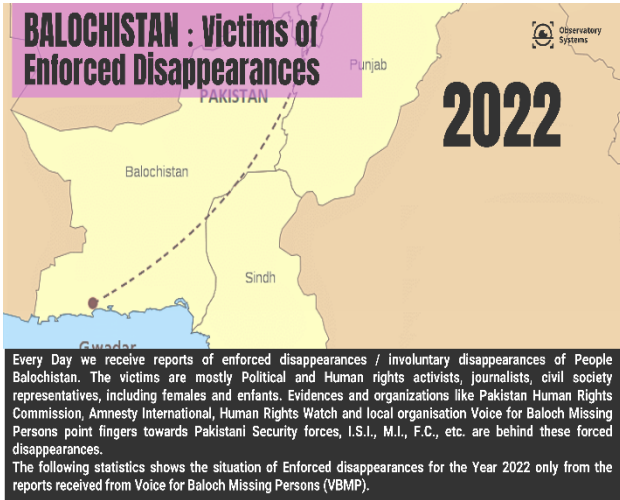 BALOCHISTAN : Victims of
Enforced Disappearances
Observatory
Systems
Punjab
PAKISTAN
2022
Balochistan
Sindh
Gwadar
Every Day we receive reports of enforced disappearances / involuntary disappearances of People
Balochistan. The victims are mostly Political and Human rights activists, journalists, civil society
representatives, including females and enfants. Evidences and organizations like Pakistan Human Rights
Commission, Amnesty International, Human Rights Watch and local organisation Voice for Baloch Missing
Persons point fingers towards Pakistani Security forces, I.S.I., M.I., F.C., etc. are behind these forced
disappearances.
The following statistics shows the situation of Enforced disappearances for the Year 2022 only from the
reports received from Voice for Baloch Missing Persons (VBMP).